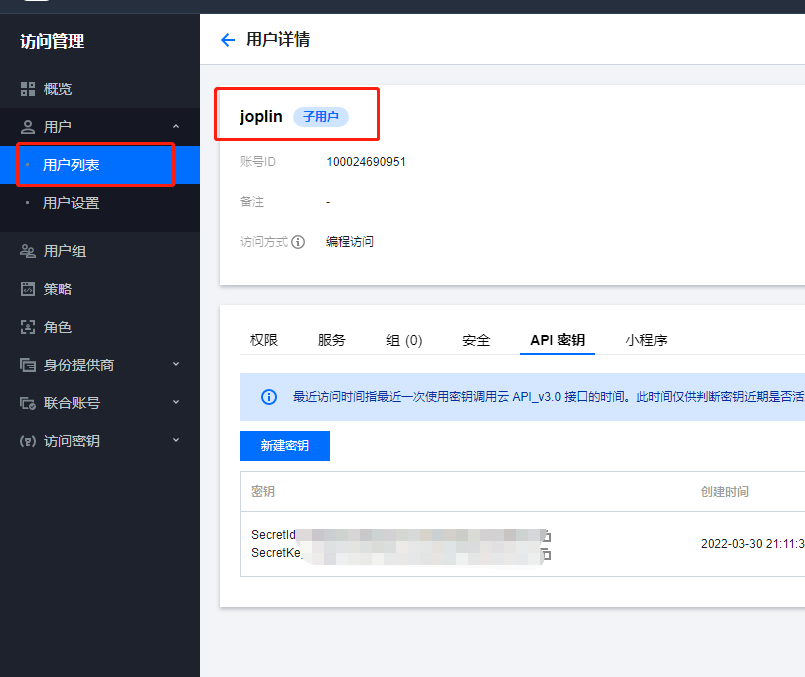 访问管理
用户详情
概览
用户
用户列表
用户设置
用户组
策略
角色
身份提供商
联合账号
访问密钥
joplin 子用户
账号ID 100024690951
备注 -
访问方式 编程访问
权限 服务 组 (0) 安全 API 密钥 小程序
最近访问时间指最近一次使用密钥调用云 API_v3.0 接口的时间。此时间仅供判断密钥近期是否活
新建密钥
密钥 创建时间
SecretId
SecretKe
2022-03-30 21:11:3